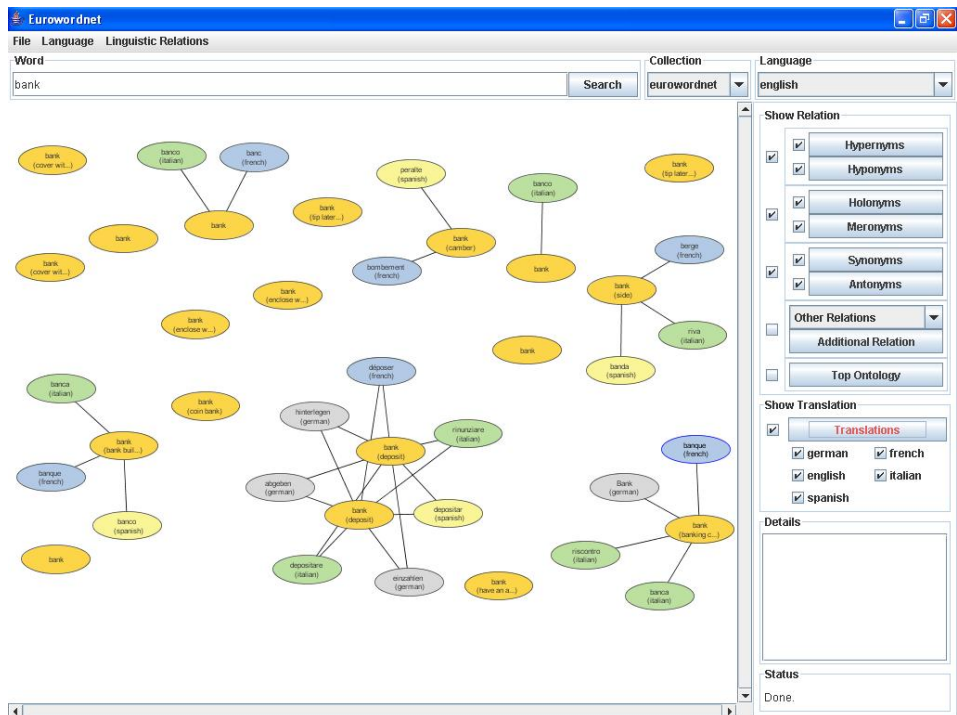 Eurowordnet
File Language Linguistic Relations
Word
Collection
Language
bank
Search
eurowordnet
english
bank
(cover wit...)
banco
(italian)
banc
(french)
bank
bank
bank
(cover wit...)
bank
(tip later...)
peralte
(spanish)
bank
(camber)
bombement
(french)
banco
(italian)
bank
bank
(tip later...)
berge
(french)
bank
(side)
riva
(italian)
banda
(spanish)
bank
(enclose w...)
bank
(enclose w...)
bank
banca
(italian)
bank
(bank buil...)
banque
(french)
banco
(spanish)
bank
bank
(coin bank)
déposer
(french)
hinterlegen
(german)
rinunziare
(italian)
bank
(deposit)
abgeben
(german)
bank
(deposit)
depositar
(spanish)
depositare
(italian)
einzahlen
(german)
bank
(have an a...)
banque
(french)
Bank
(german)
bank
(banking c...)
riscontro
(italian)
banca
(italian)
Show Relation
Hypernyms
Hyponyms
Holonyms
Meronyms
Synonyms
Antonyms
Other Relations
Additional Relation
Top Ontology
Show Translation
Translations
german french
english italian
spanish
Details
Status
Done.